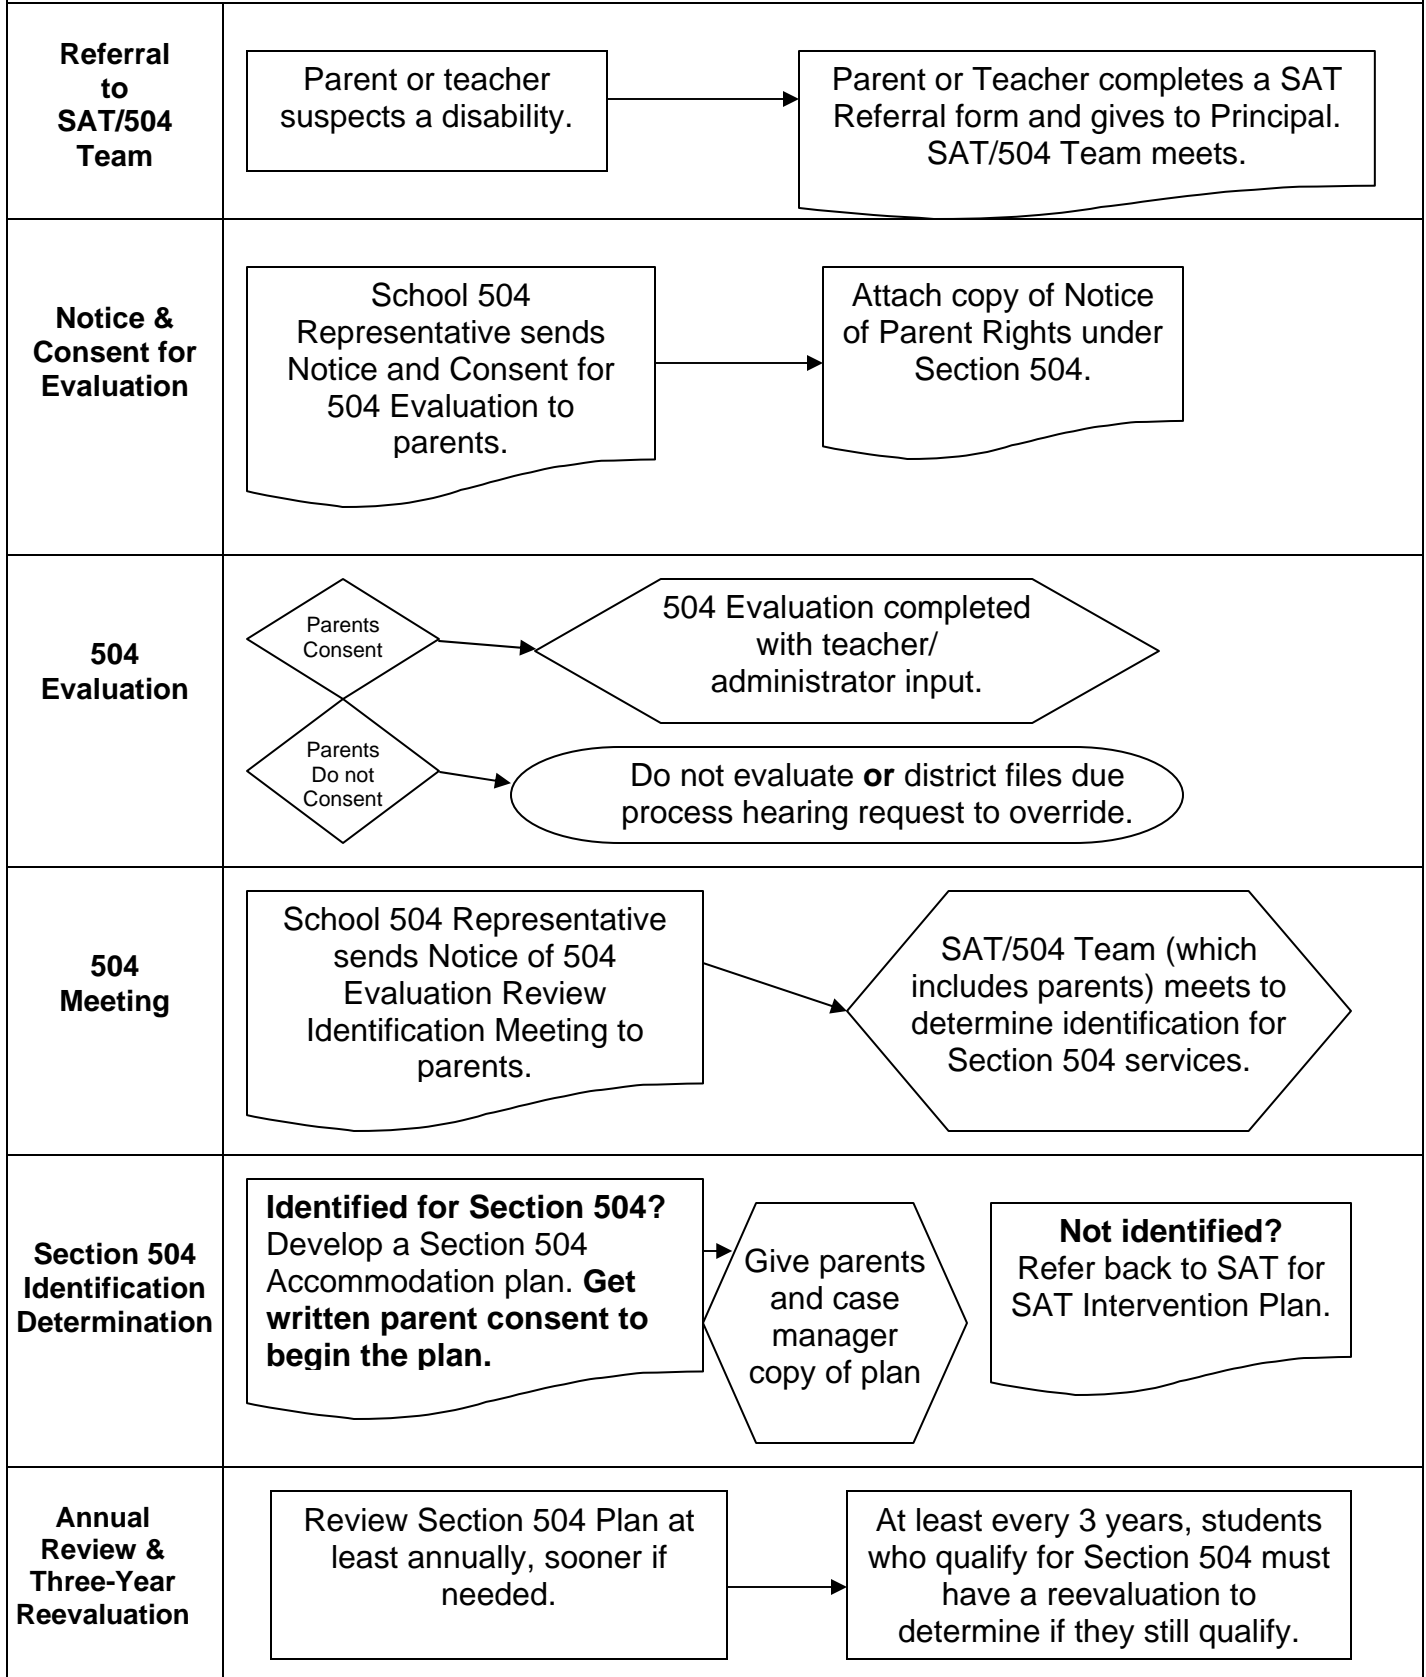 Referral
to
SAT/504
Team
Parent or teacher
suspects a disability.
Parent or Teacher completes a SAT
Referral form and gives to Principal.
SAT/504 Team meets.
Notice &
Consent for
Evaluation
School 504
Representative sends
Notice and Consent for
504 Evaluation to
parents.
Attach copy of Notice
of Parent Rights under
Section 504.
504
Evaluation
Parents
Consent
504 Evaluation completed
with teacher/
administrator input.
Parents
Do not
Consent
Do not evaluate or district files due
process hearing request to override.
504
Meeting
School 504 Representative
sends Notice of 504
Evaluation Review
Identification Meeting to
parents.
SAT/504 Team (which
includes parents) meets to
determine identification for
Section 504 services.
Section 504
Identification
Determination
Identified for Section 504?
Develop a Section 504
Accommodation plan. Get
written parent consent to
begin the plan.
Give parents
and case
manager
copy of plan
Not identified?
Refer back to SAT for
SAT Intervention Plan.
Annual
Review &
Three-Year
Reevaluation
Review Section 504 Plan at
least annually, sooner if
needed.
At least every 3 years, students
who qualify for Section 504 must
have a reevaluation to
determine if they still qualify.